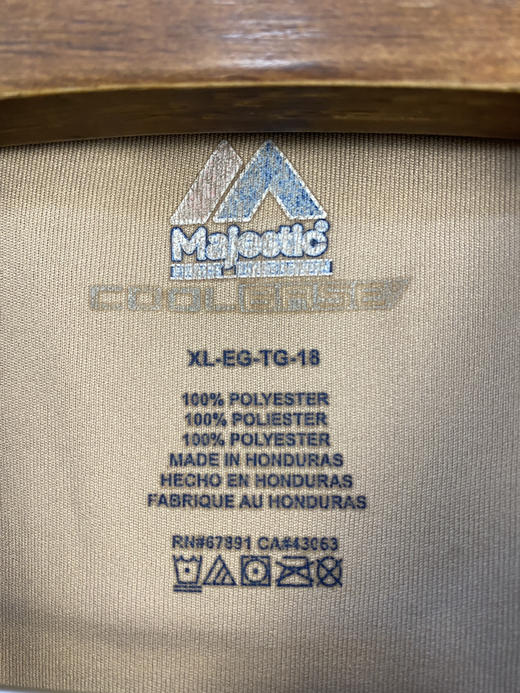 Majestic®
COOLBASE
XL-EG-TG-18
100% POLYESTER
100% POLIESTER
100% POLYESTER
MADE IN HONDURAS
HECHO EN HONDURAS
FABRIQUE AU HONDURAS
RN#67891 CA#43063